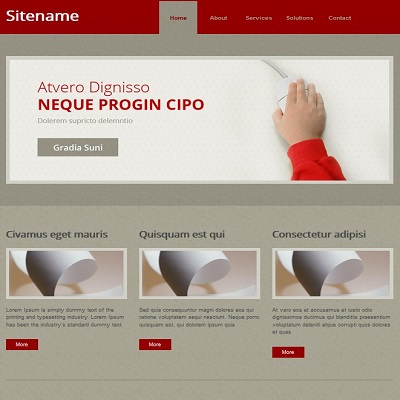 Sitename
Home About Services Solutions Contact
Atvero Dignisso
NEQUE PROGIN CIPO
Dolorem supricto delemntio
Gradia Suni
Civamus eget mauris
Lorem Ipsum is simply dummy text of the
printing and typesetting industry. Lorem Ipsum
has been the industry's standard dummy text
More
Quisquam est qui
Sed quia consequuntur magni dolores eos qui
ratione voluptatem sequi nesciunt. Neque porro
quisquam est, qui dolorem ipsum quia
More
Consectetur adipisi
At vero eos et accusamus et iusto odio
dignissimos ducimus qui blanditiis praesentium
voluptatum deleniti atque corrupti quos dolores
et quas
More